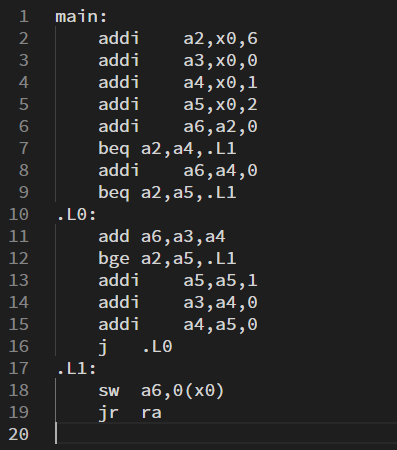 1 main:
2 addi a2,x0,6
3 addi a3,x0,0
4 addi a4,x0,1
5 addi a5,x0,2
6 addi a6,a2,0
7 beq a2,a4,.L1
8 addi a6,a4,0
9 beq a2,a5,.L1
10 .L0:
11 add a6,a3,a4
12 bge a2,a5,.L1
13 addi a5,a5,1
14 addi a3,a4,0
15 addi a4,a5,0
16 j .L0
17 .L1:
18 sw a6,0(x0)
19 jr ra
20